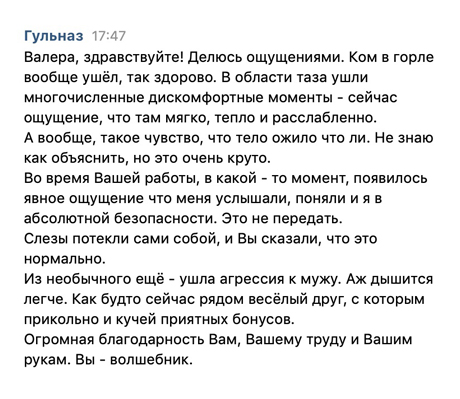 Гульназ 17:47
Валера, здравствуйте! Делюсь ощущениями. Ком в горле
вообще ушёл, так здорово. В области таза ушли
многочисленные дискомфортные моменты - сейчас
ощущение, что там мягко, тепло и расслабленно.
А вообще, такое чувство, что тело ожило что ли. Не знаю
как объяснить, но это очень круто.
Во время Вашей работы, в какой - то момент, появилось
явное ощущение что меня услышали, поняли и я в
абсолютной безопасности. Это не передать.
Слезы потекли сами собой, и Вы сказали, что это
нормально.
Из необычного ещё - ушла агрессия к мужу. Аж дышится
легче. Как будто сейчас рядом весёлый друг, с которым
прикольно и кучей приятных бонусов.
Огромная благодарность Вам, Вашему труду и Вашим
рукам. Вы - волшебник.